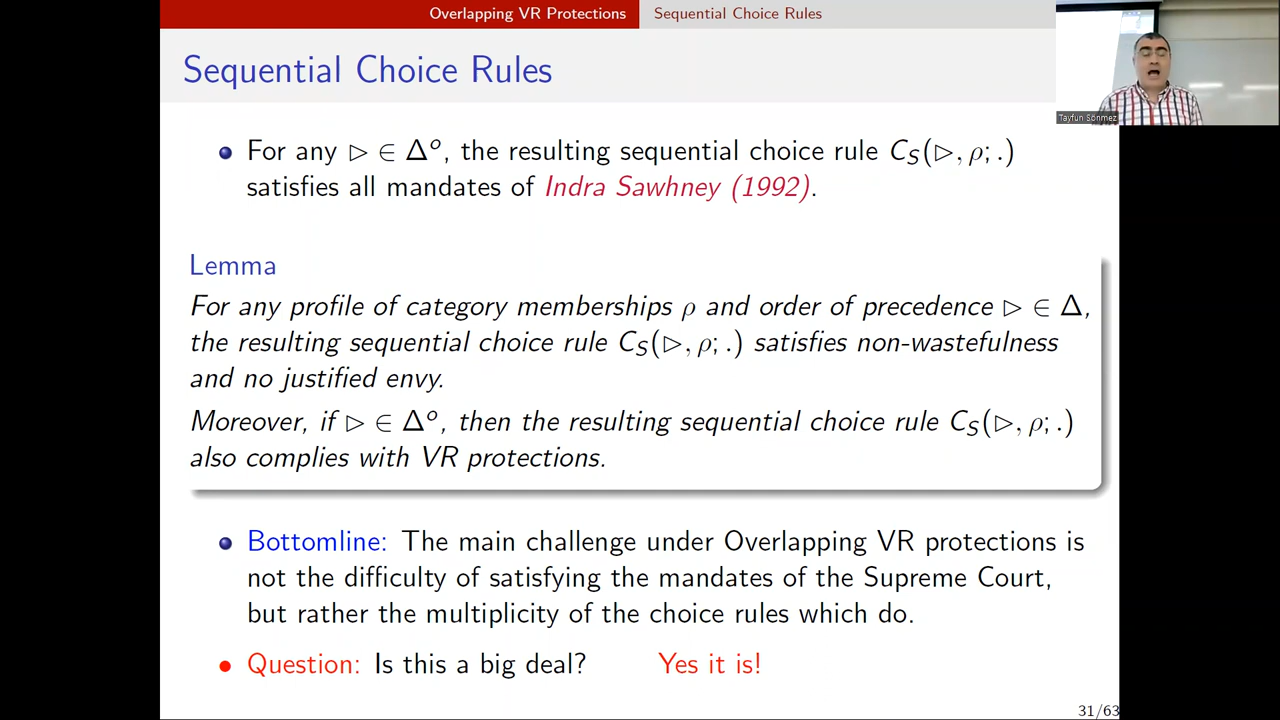 Overlapping VR Protections Sequential Choice Rules
Sequential Choice Rules
For any ▷ ∈ Δᵒ, the resulting sequential choice rule C_S(▷, ρ; .)
satisfies all mandates of Indra Sawhney (1992).
Lemma
For any profile of category memberships ρ and order of precedence ▷ ∈ Δ,
the resulting sequential choice rule C_S(▷, ρ; .) satisfies non-wastefulness
and no justified envy.
Moreover, if ▷ ∈ Δᵒ, then the resulting sequential choice rule C_S(▷, ρ; .)
also complies with VR protections.
Bottomline: The main challenge under Overlapping VR protections is
not the difficulty of satisfying the mandates of the Supreme Court,
but rather the multiplicity of the choice rules which do.
Question: Is this a big deal? Yes it is!
31/63
Tayfun Sönmez